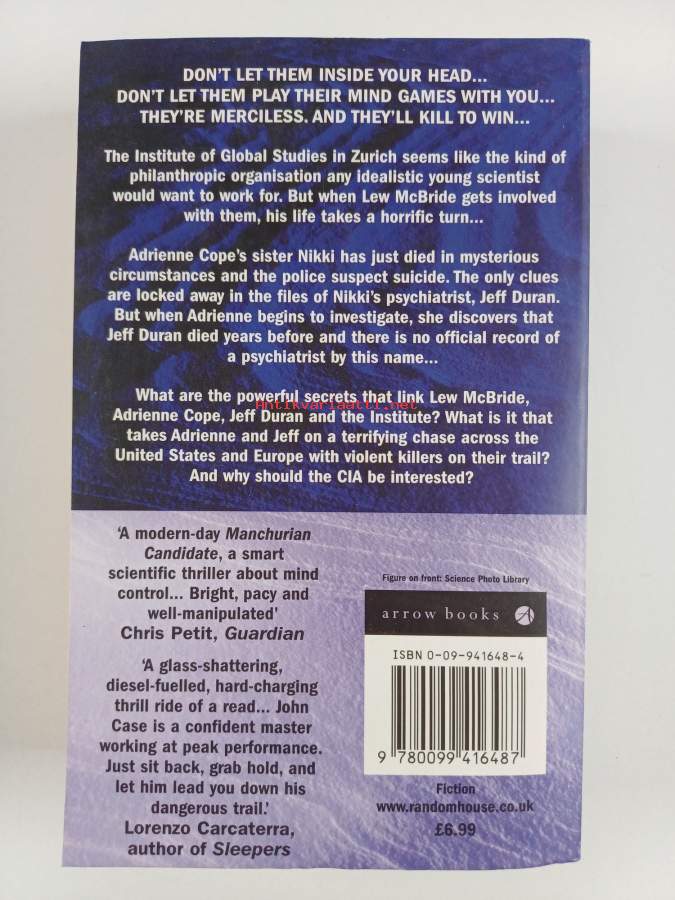 DON'T LET THEM INSIDE YOUR HEAD...
DON'T LET THEM PLAY THEIR MIND GAMES WITH YOU...
THEY'RE MERCILESS. AND THEY'LL KILL TO WIN...
The Institute of Global Studies in Zurich seems like the kind of
philanthropic organisation any idealistic young scientist
would want to work for. But when Lew McBride gets involved
with them, his life takes a horrific turn...
Adrienne Cope's sister Nikki has just died in mysterious
circumstances and the police suspect suicide. The only clues
are locked away in the files of Nikki's psychiatrist, Jeff Duran.
But when Adrienne begins to investigate, she discovers that
Jeff Duran died years before and there is no official record of
a psychiatrist by this name...
What are the powerful secrets that link Lew McBride,
Antikvariaatti.net
Adrienne Cope, Jeff Duran and the Institute? What is it that
takes Adrienne and Jeff on a terrifying chase across the
United States and Europe with violent killers on their trail?
And why should the CIA be interested?
'A modern-day Manchurian
Candidate, a smart
scientific thriller about mind
control... Bright, pacy and
well-manipulated'
Chris Petit, Guardian
'A glass-shattering,
diesel-fuelled, hard-charging
thrill ride of a read... John
Case is a confident master
working at peak performance.
Just sit back, grab hold, and
let him lead you down his
dangerous trail.'
Lorenzo Carcaterra,
author of Sleepers
Figure on front: Science Photo Library
arrow books A
ISBN 0-09-941648-4
9 780099 416487
Fiction
www.randomhouse.co.uk
£6.99